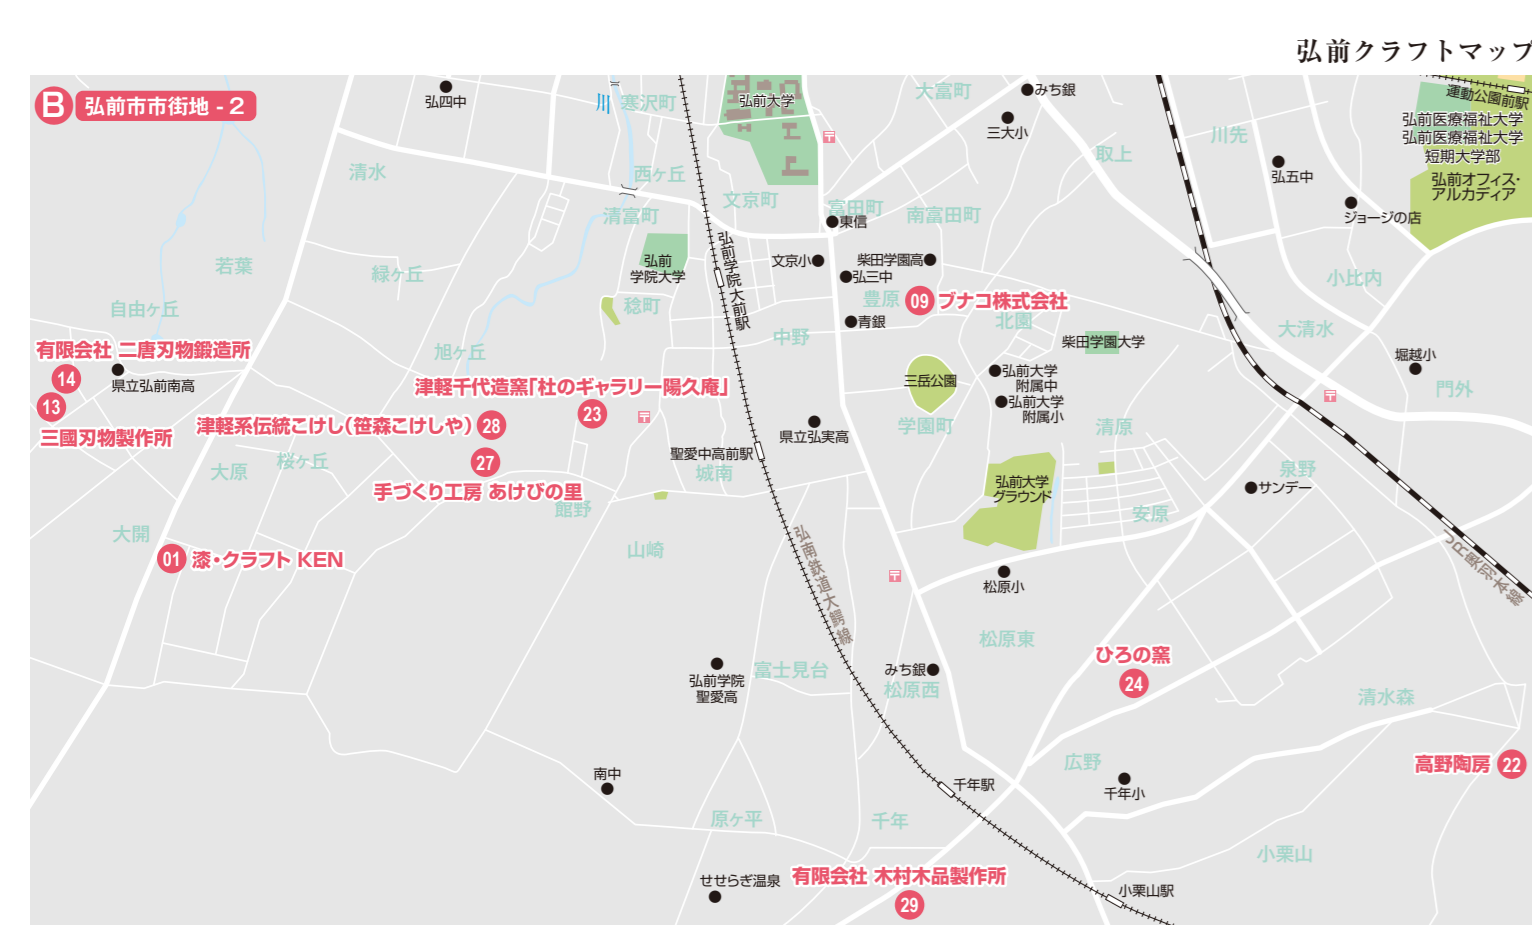 弘前クラフトマップ
B 弘前市市街地 - 2
弘四中
川
寒沢町
弘前大学
大富町
みち銀
三大小
取上
川先
運動公園前駅
弘前医療福祉大学
弘前医療福祉大学
短期大学部
弘前オフィス・
アルカディア
弘五中
ジョージの店
清水
西ヶ丘
文京町
清富町
富田町
東信
南富田町
若葉
緑ヶ丘
弘前
学院大学
弘前学院大前駅
文京小
柴田学園高
弘三中
豊原
09 ブナコ株式会社
小比内
自由ヶ丘
稔町
中野
青銀
北園
柴田学園大学
大清水
有限会社 二唐刃物鍛造所
14
県立弘前南高
13
三國刃物製作所
旭ヶ丘
津軽千代造窯「杜のギャラリー陽久庵」
23
三岳公園
弘前大学
附属中
弘前大学
附属小
堀越小
門外
津軽系伝統こけし(笹森こけしや) 28
27
手づくり工房 あけびの里
県立弘実高
学園町
清原
大原
桜ヶ丘
聖愛中高前駅
城南
弘前大学
グラウンド
泉野
サンデー
館野
安原
大開
01 漆・クラフト KEN
山崎
弘南鉄道大鰐線
JR奥羽本線
松原小
松原東
ひろの窯
24
弘前学院
聖愛高
富士見台
みち銀
松原西
清水森
高野陶房 22
南中
千年駅
広野
千年小
原ヶ平
千年
小栗山
せせらぎ温泉
有限会社 木村木品製作所
29
小栗山駅